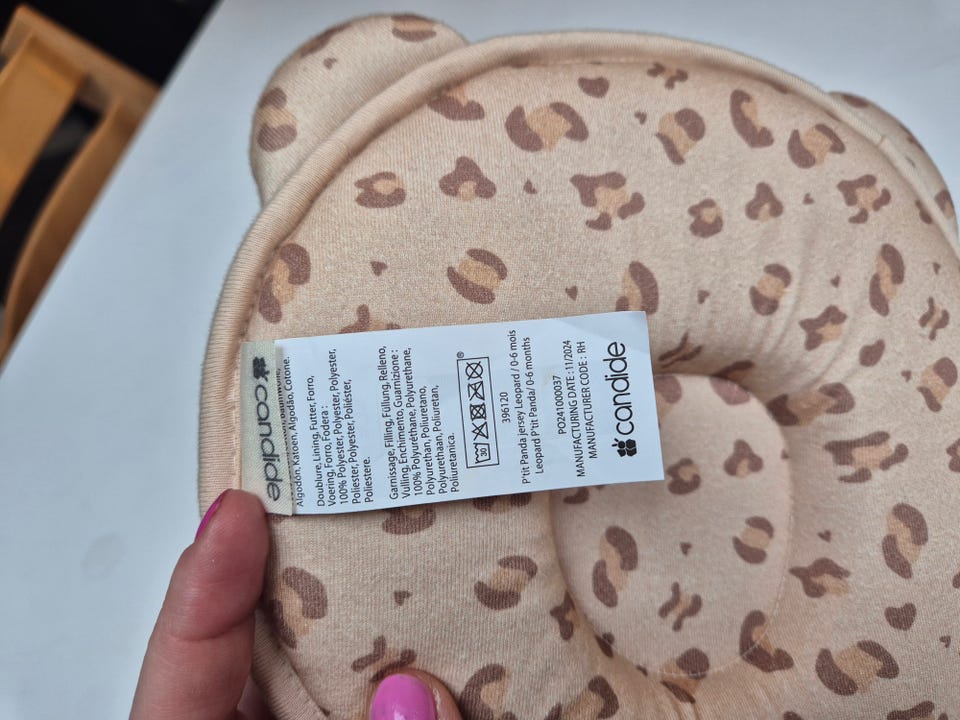 candide
Algodón, Katoen, Algodão, Cotone.
Doublure, Lining, Futter, Forro,
Voering, Forro, Fodera :
100% Polyester, Polyester, Polyester,
Poliester, Polyester, Poliéster,
Poliestere.
Garnissage, Filling, Füllung, Relleno,
Vulling, Enchimento, Guarnizione :
100% Polyuréthane, Polyurethane,
Polyurethan, Poliuretano,
Polyurethan, Poliuretan,
Poliuretanica.
30
®
396120
P'tit Panda jersey Leopard / 0-6 mois
Leopard P'tit Panda/ 0-6 months
PO241000037
MANUFACTURING DATE : 11/2024
MANUFACTURER CODE : RH
candide